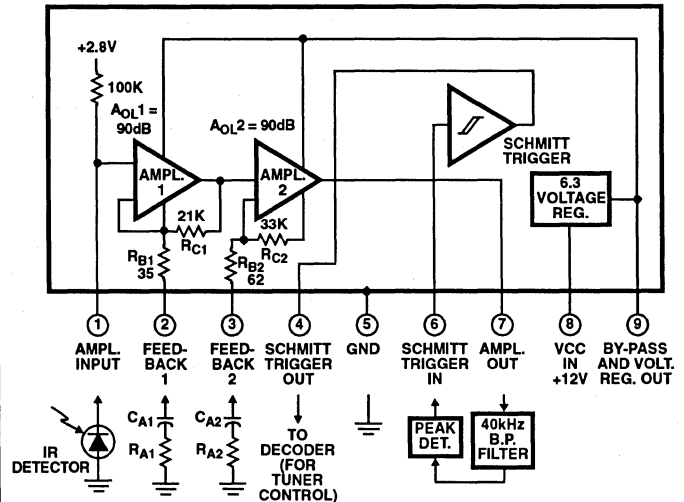 +2.8V
100K
A_OL1 =
90dB
A_OL2 = 90dB
AMPL.
1
AMPL.
2
SCHMITT
TRIGGER
6.3
VOLTAGE
REG.
21K
R_C1
33K
R_C2
R_B1
35
R_B2
62
1
2
3
4
5
6
7
8
9
AMPL.
INPUT
FEED-
BACK
1
FEED-
BACK
2
SCHMITT
TRIGGER
OUT
GND
SCHMITT
TRIGGER
IN
AMPL.
OUT
VCC
IN
+12V
BY-PASS
AND VOLT.
REG. OUT
IR
DETECTOR
C_A1
R_A1
C_A2
R_A2
TO
DECODER
(FOR
TUNER
CONTROL)
PEAK
DET.
40kHz
B.P.
FILTER